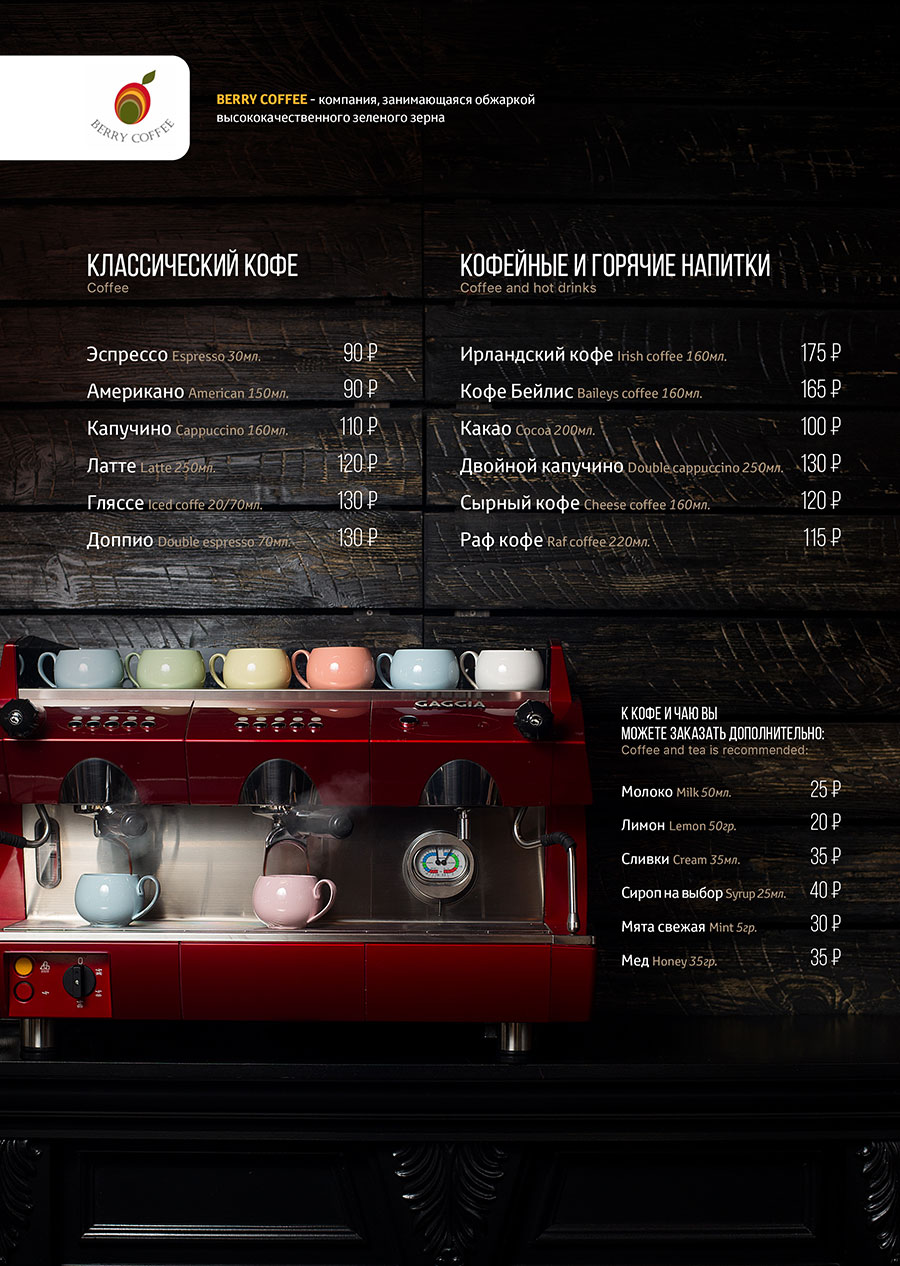 BERRY COFFEE
BERRY COFFEE - компания, занимающаяся обжаркой
высококачественного зеленого зерна
КЛАССИЧЕСКИЙ КОФЕ
Coffee
Эспрессо Espresso 30мл. 90 ₽
Американо American 150мл. 90 ₽
Капучино Cappuccino 160мл. 110 ₽
Латте Latte 250мл. 120 ₽
Гляссе Iced coffe 20/70мл. 130 ₽
Доппио Double espresso 70мл. 130 ₽
КОФЕЙНЫЕ И ГОРЯЧИЕ НАПИТКИ
Coffee and hot drinks
Ирландский кофе Irish coffee 160мл. 175 ₽
Кофе Бейлис Baileys coffee 160мл. 165 ₽
Какао Cocoa 200мл. 100 ₽
Двойной капучино Double cappuccino 250мл. 130 ₽
Сырный кофе Cheese coffee 160мл. 120 ₽
Раф кофе Raf coffee 220мл. 115 ₽
GAGGIA
К КОФЕ И ЧАЮ ВЫ
МОЖЕТЕ ЗАКАЗАТЬ ДОПОЛНИТЕЛЬНО:
Coffee and tea is recommended:
Молоко Milk 50мл. 25 ₽
Лимон Lemon 50гр. 20 ₽
Сливки Cream 35мл. 35 ₽
Сироп на выбор Syrup 25мл. 40 ₽
Мята свежая Mint 5гр. 30 ₽
Мед Honey 35гр. 35 ₽